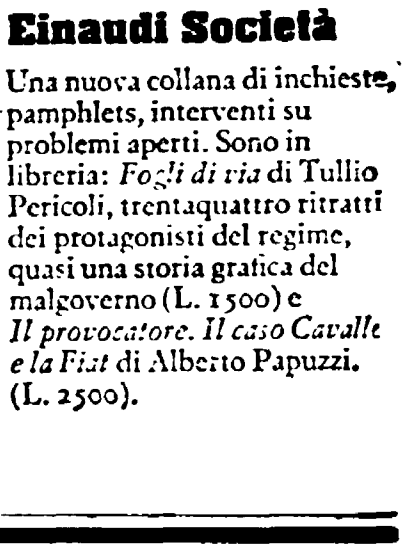 Einaudi Società
Una nuova collana di inchieste,
pamphlets, interventi su
problemi aperti. Sono in
libreria: Fogli di via di Tullio
Pericoli, trentaquattro ritratti
dei protagonisti del regime,
quasi una storia grafica del
malgoverno (L. 1500) e
Il provocatore. Il caso Cavallo
e la Fiat di Alberto Papuzzi.
(L. 2500).